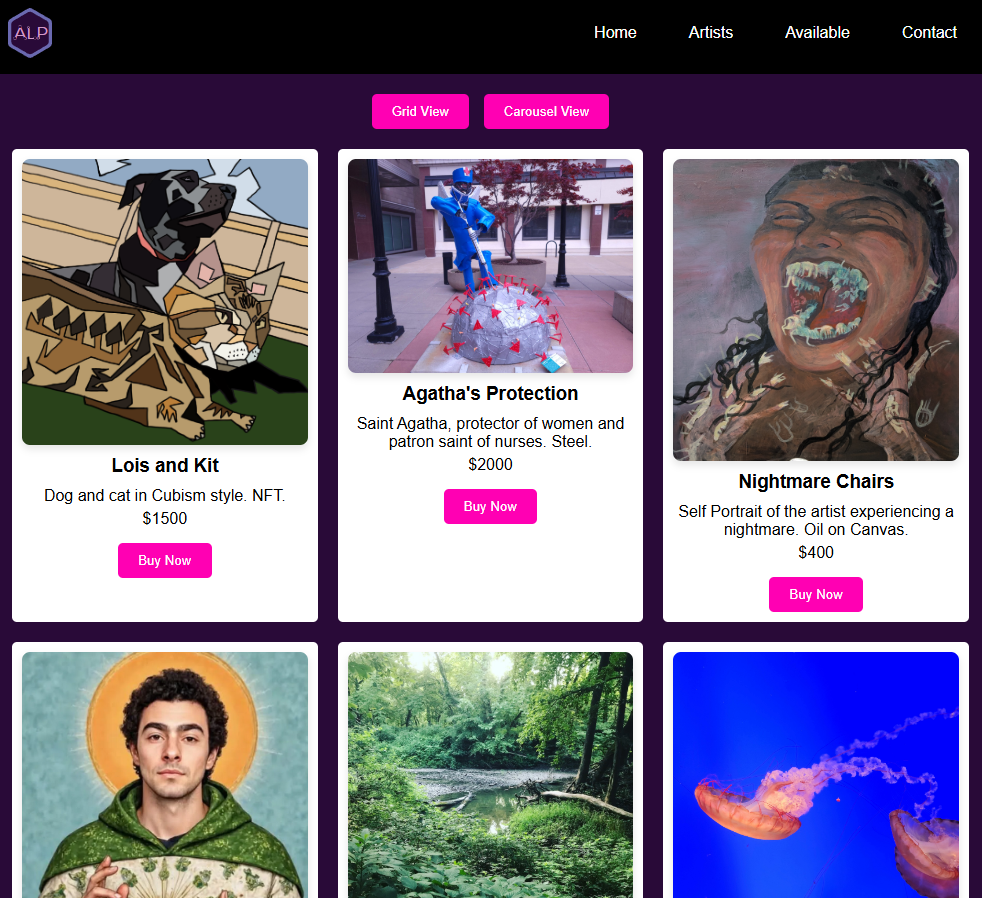 ALP
Home
Artists
Available
Contact
Grid View
Carousel View
Lois and Kit
Dog and cat in Cubism style. NFT.
$1500
Buy Now
Agatha's Protection
Saint Agatha, protector of women and
patron saint of nurses. Steel.
$2000
Buy Now
Nightmare Chairs
Self Portrait of the artist experiencing a
nightmare. Oil on Canvas.
$400
Buy Now